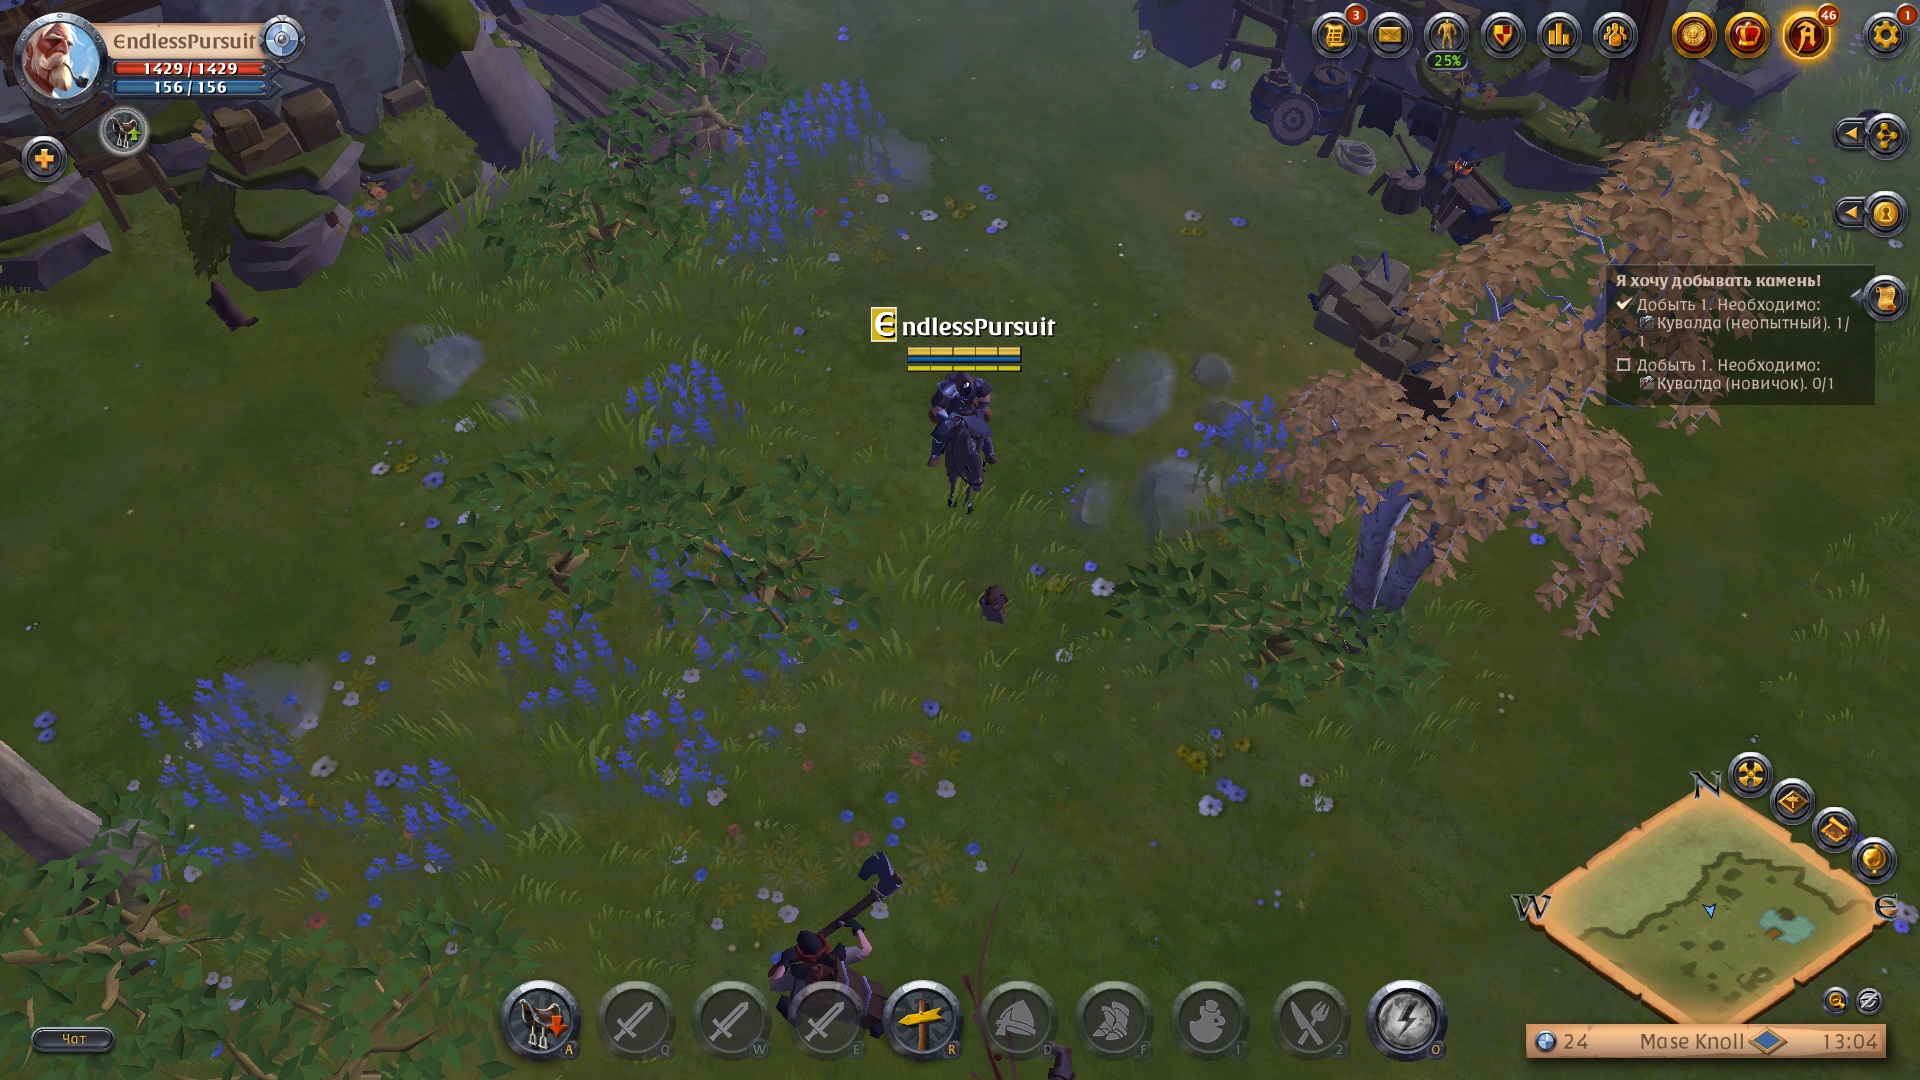 EndlessPursuit
1429 / 1429
156 / 156
3
25%
46
1
Я хочу добывать камень!
Добыть 1. Необходимо:
Кувалда (неопытный). 1/
1
Добыть 1. Необходимо:
Кувалда (новичок). 0/1
EndlessPursuit
N
W
E
Чат
A
Q
W
E
R
D
F
1
2
O
24
Mase Knoll
13:04